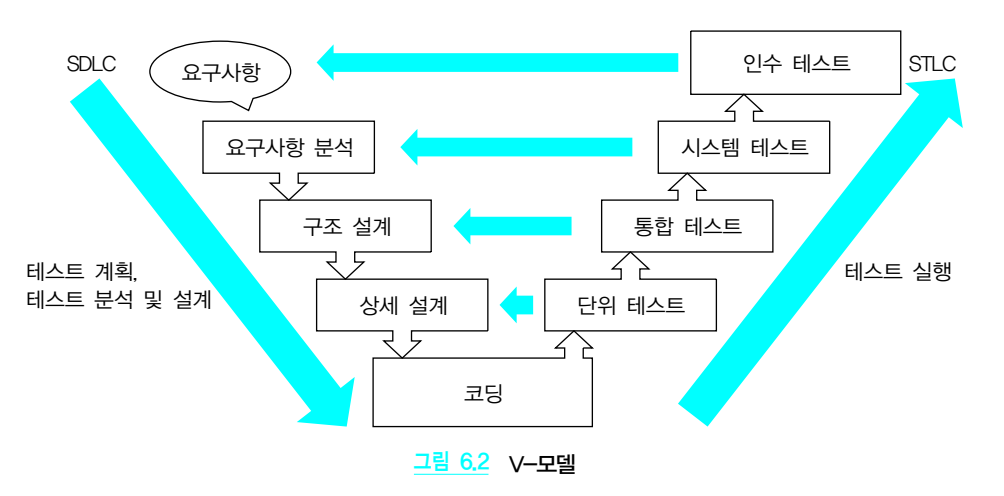 SDLC
요구사항
인수 테스트
STLC
요구사항 분석
시스템 테스트
구조 설계
통합 테스트
테스트 계획,
테스트 분석 및 설계
테스트 실행
상세 설계
단위 테스트
코딩
그림 6.2 V-모델